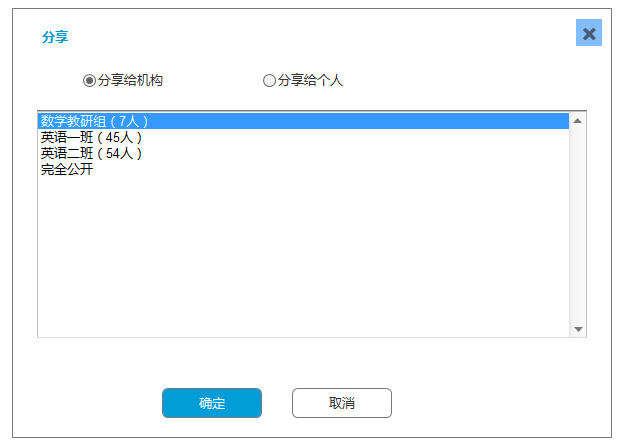 分享
分享给机构 分享给个人
数学教研组（7人）
英语一班（45人）
英语二班（54人）
完全公开
确定 取消